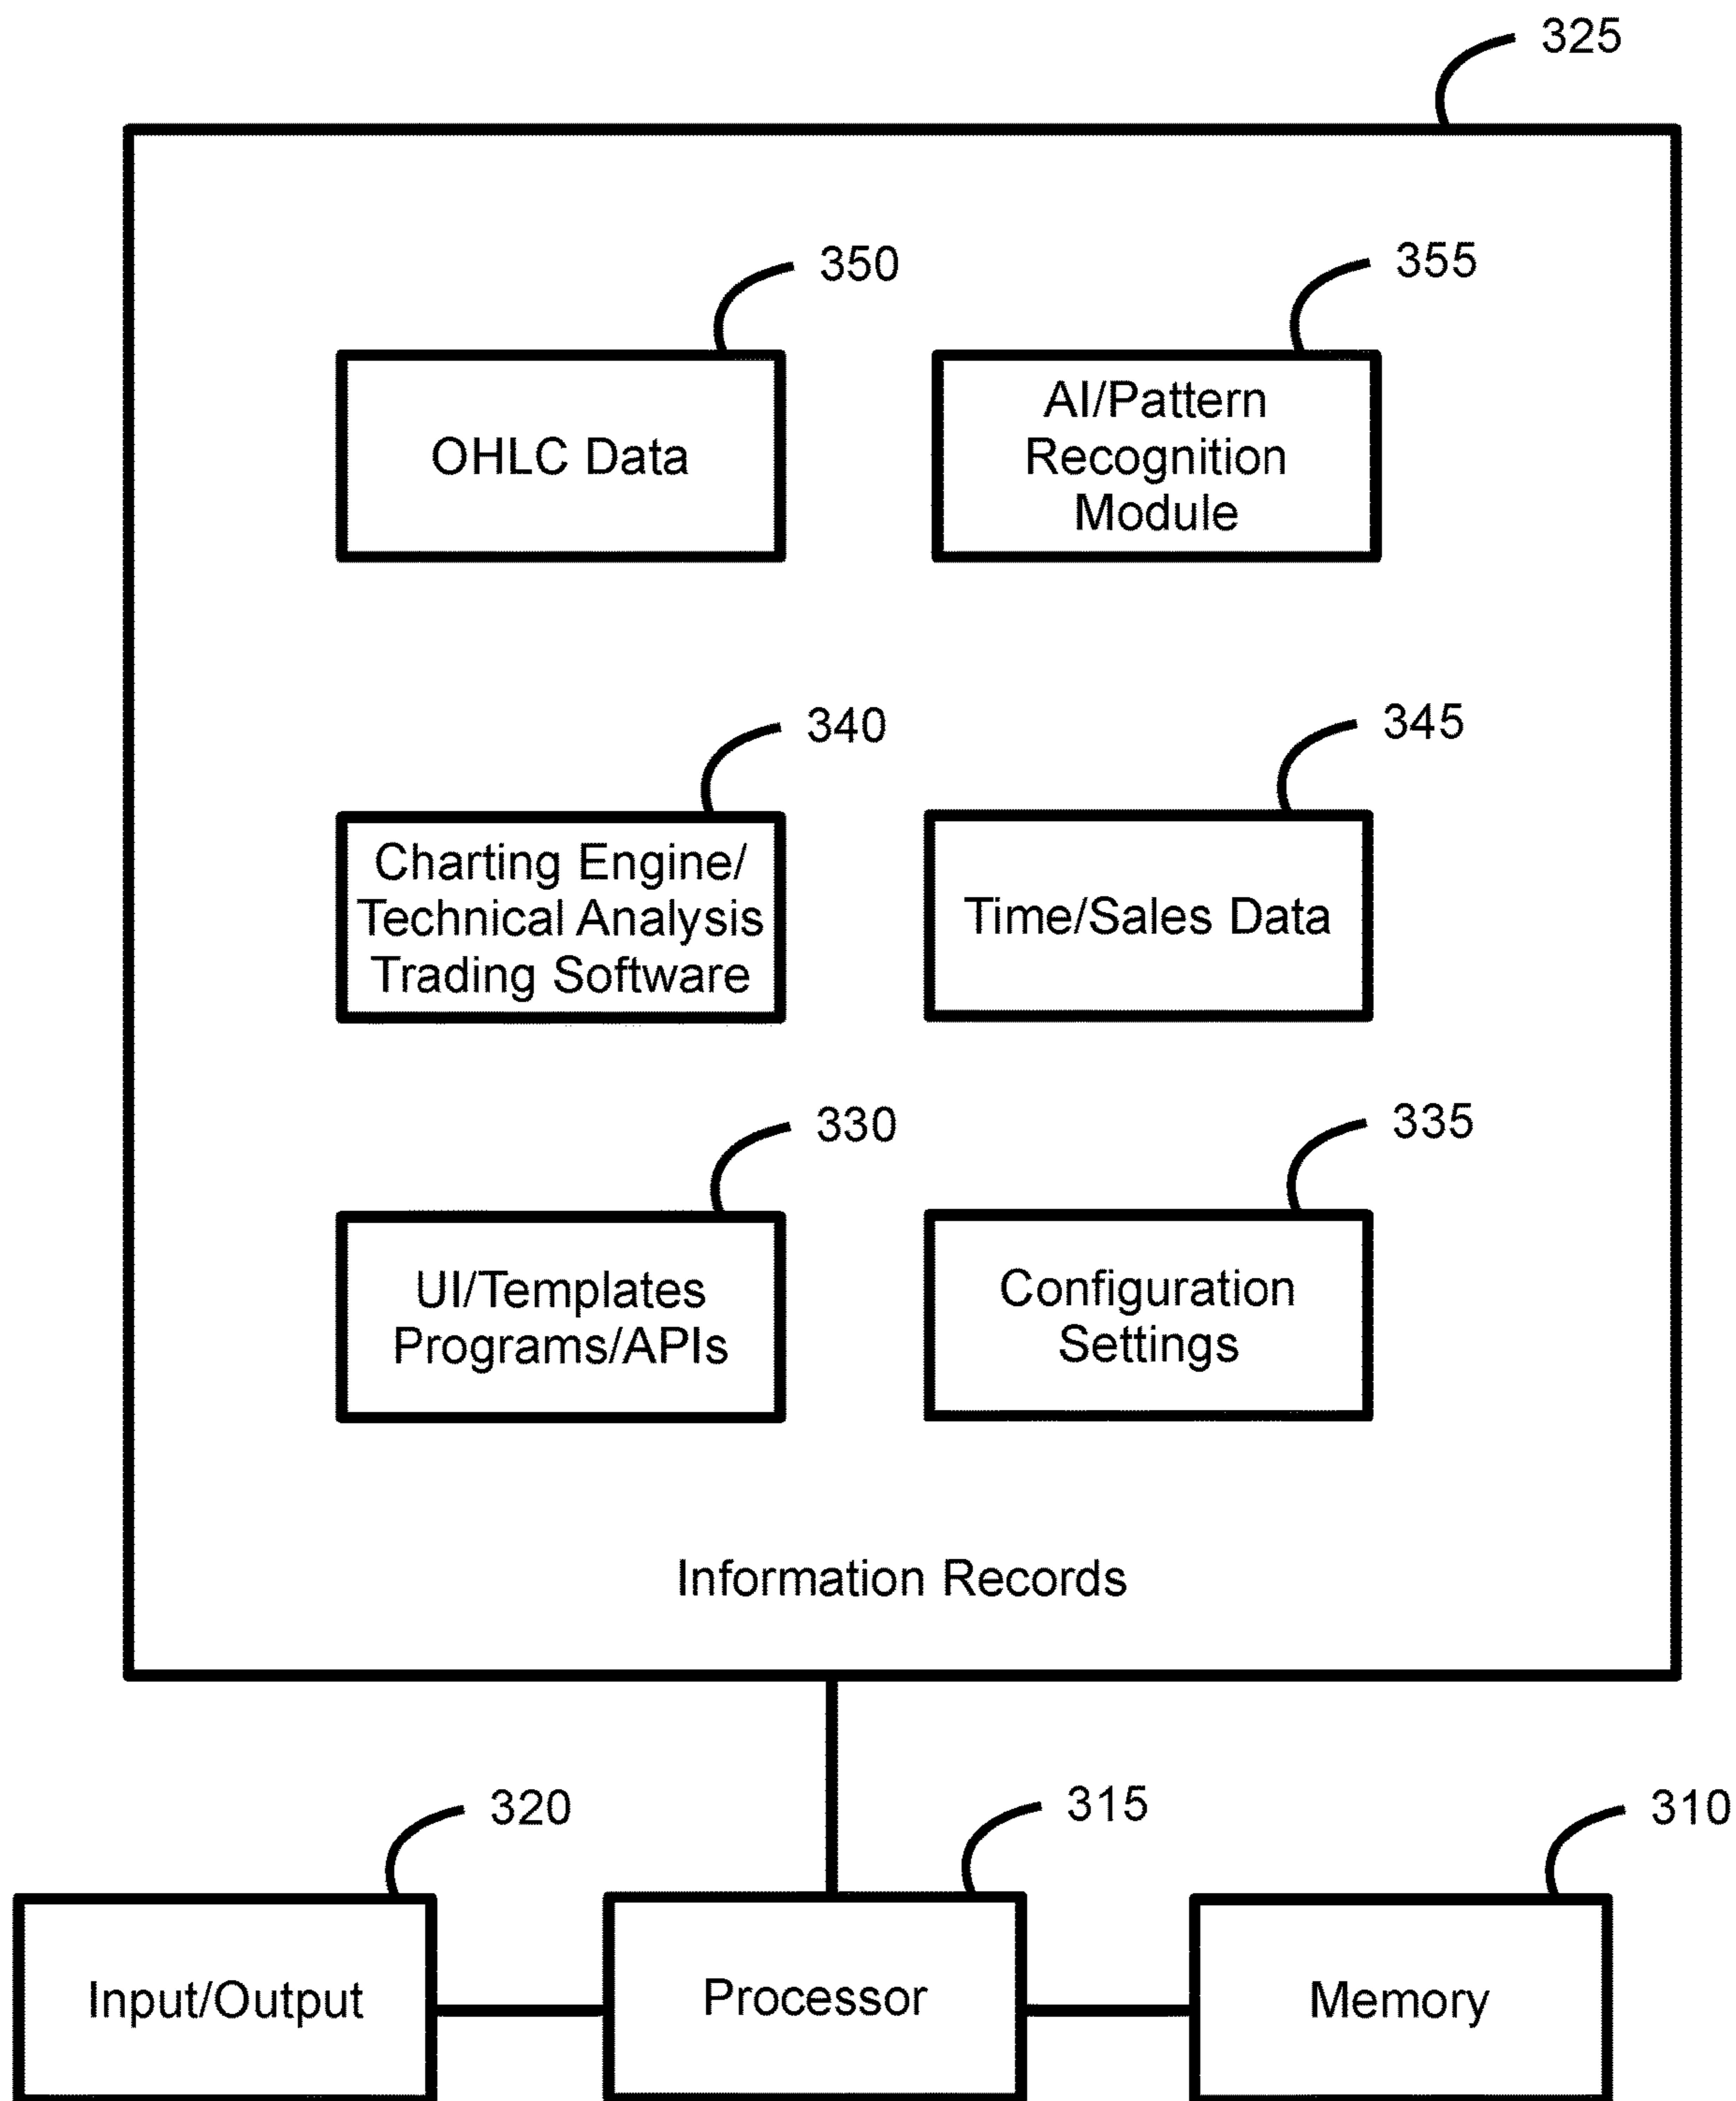 325
350
355
OHLC Data
AI/Pattern
Recognition
Module
340
345
Charting Engine/
Technical Analysis
Trading Software
Time/Sales Data
330
335
UI/Templates
Programs/APIs
Configuration
Settings
Information Records
320
315
310
Input/Output
Processor
Memory